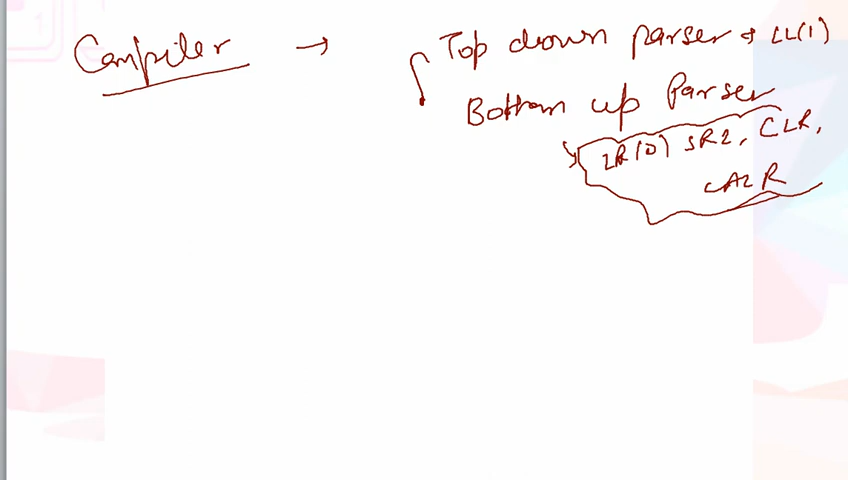 Compiler → Top down parser → LL(1)
Bottom up Parser
LR(0) SLR, CLR,
LALR